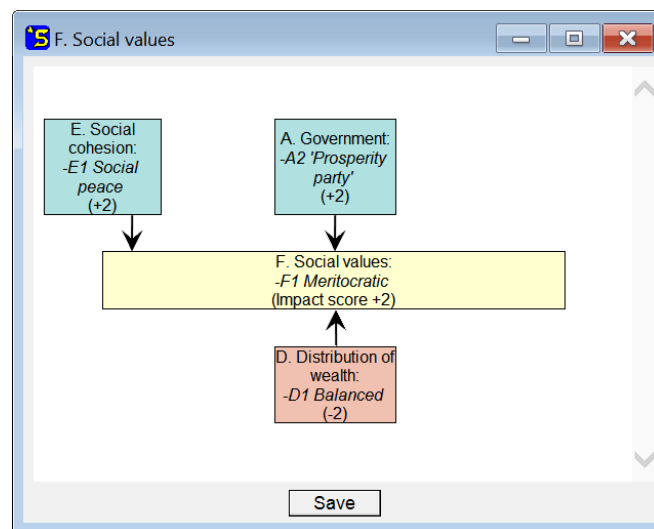 F. Social values
E. Social
cohesion:
-E1 Social
peace
(+2)
A. Government:
-A2 'Prosperity
party'
(+2)
F. Social values:
-F1 Meritocratic
(Impact score +2)
D. Distribution of
wealth:
-D1 Balanced
(-2)
Save